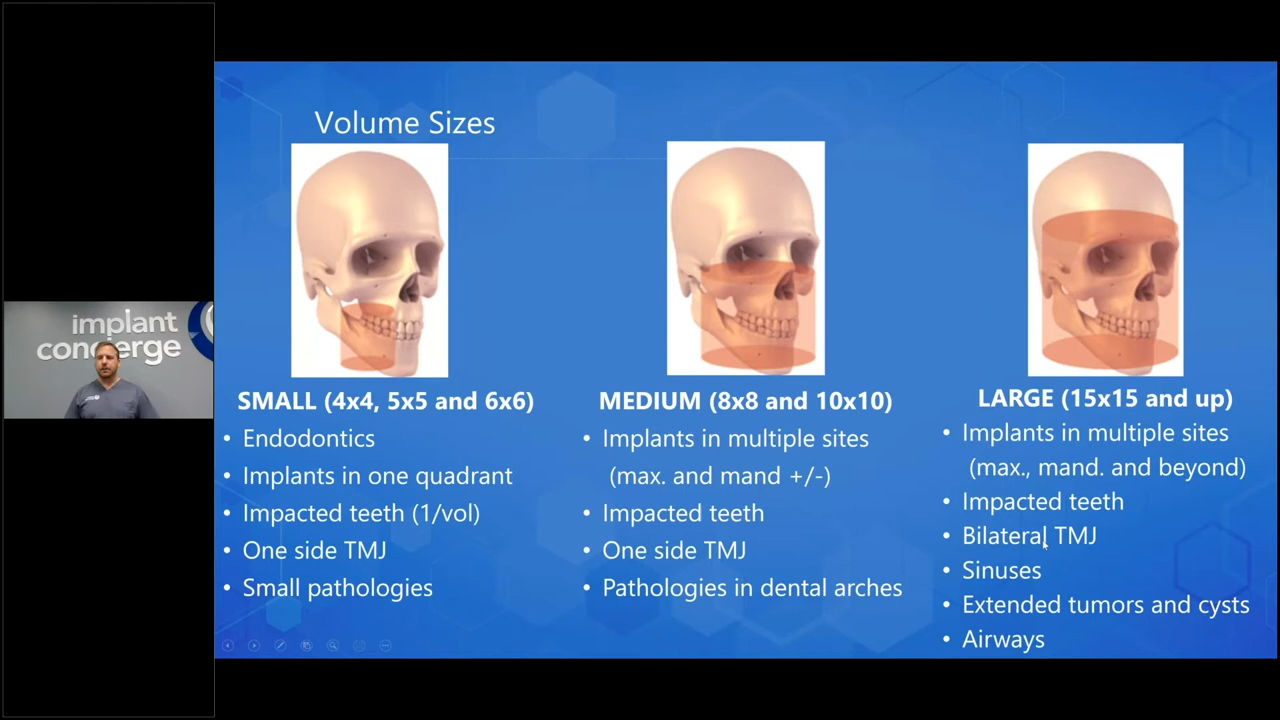 implant
concierge
Volume Sizes
SMALL (4x4, 5x5 and 6x6)
• Endodontics
• Implants in one quadrant
• Impacted teeth (1/vol)
• One side TMJ
• Small pathologies
MEDIUM (8x8 and 10x10)
• Implants in multiple sites
(max. and mand +/-)
• Impacted teeth
• One side TMJ
• Pathologies in dental arches
LARGE (15x15 and up)
• Implants in multiple sites
(max., mand. and beyond)
• Impacted teeth
• Bilateral TMJ
• Sinuses
• Extended tumors and cysts
• Airways